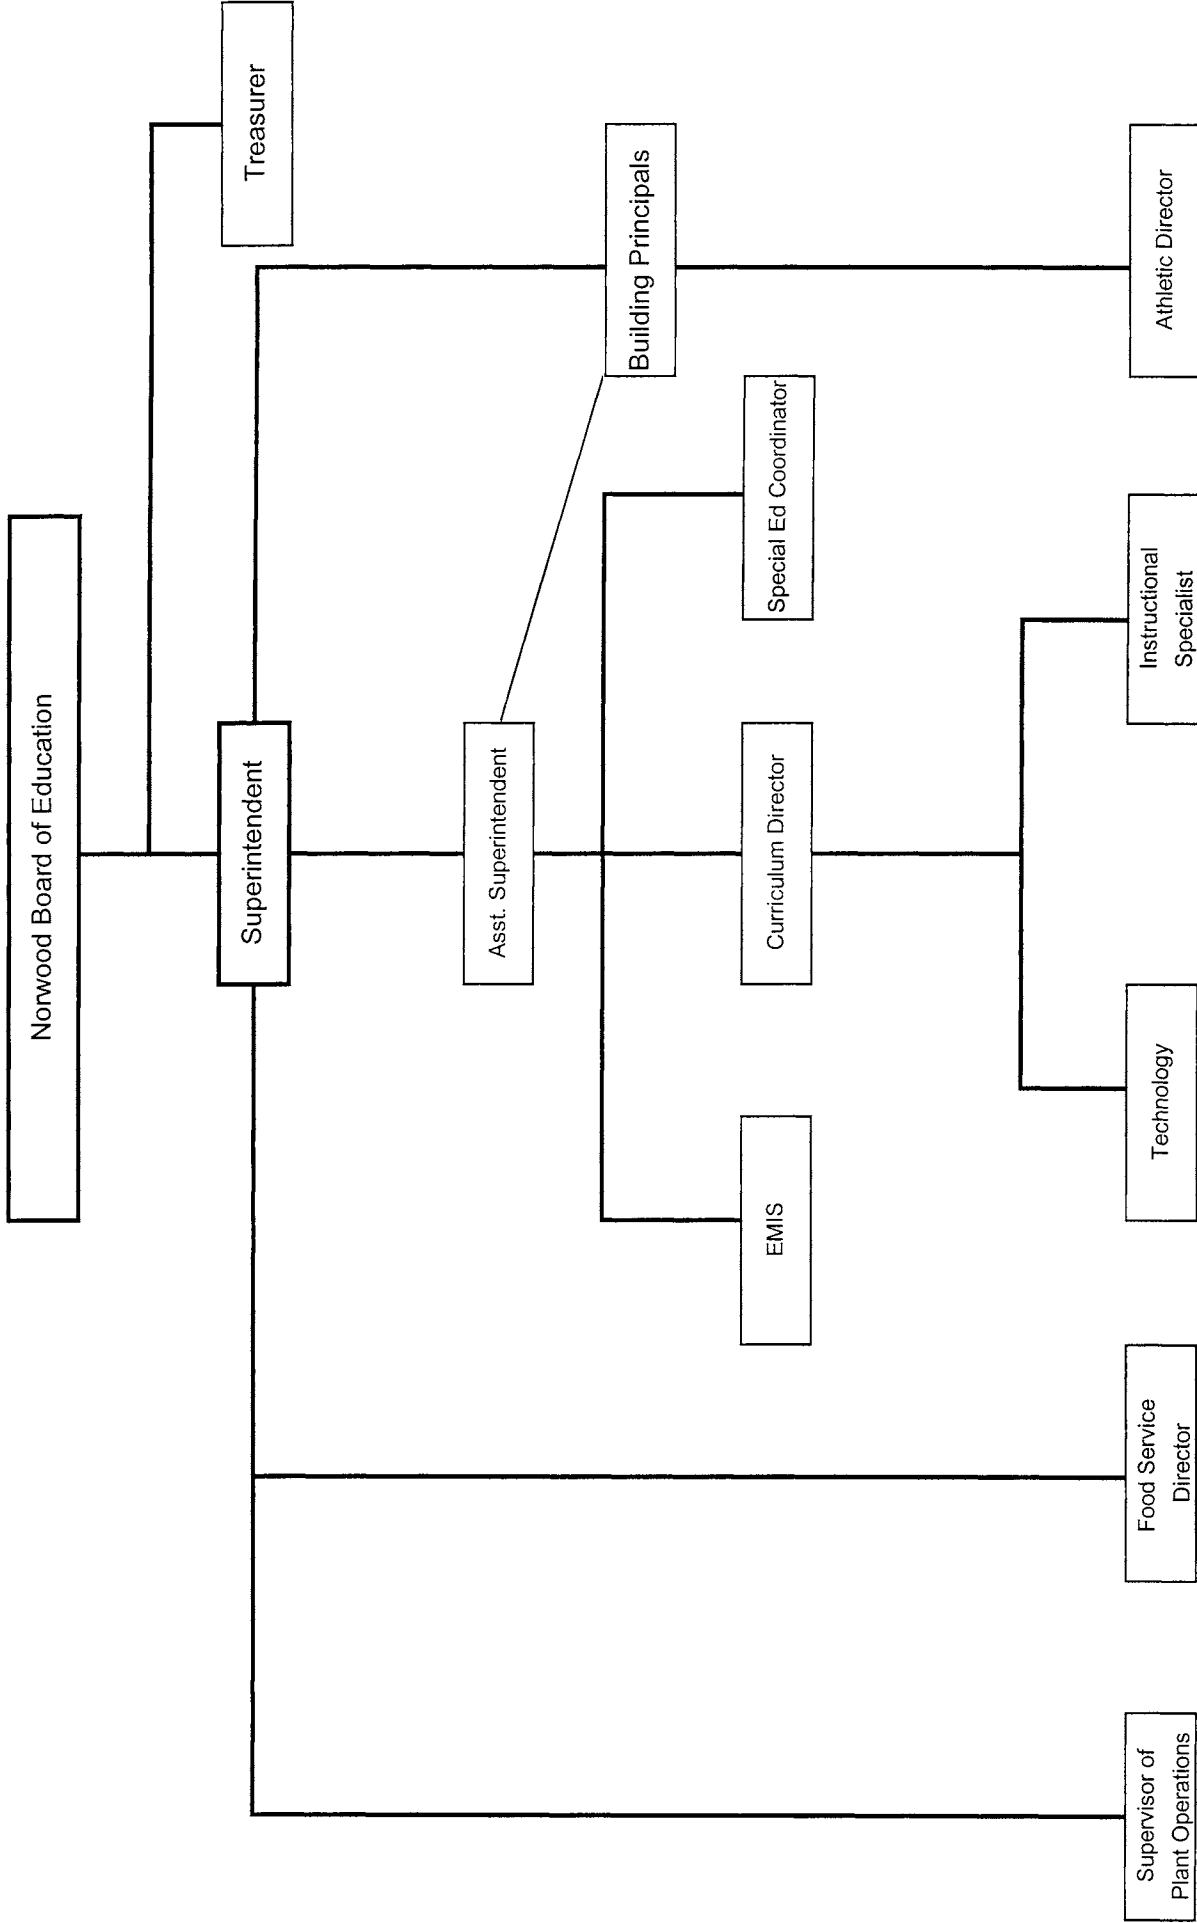 Norwood Board of Education
Treasurer
Superintendent
Asst. Superintendent
Building Principals
EMIS
Curriculum Director
Special Ed Coordinator
Supervisor of
Plant Operations
Food Service
Director
Technology
Instructional
Specialist
Athletic Director